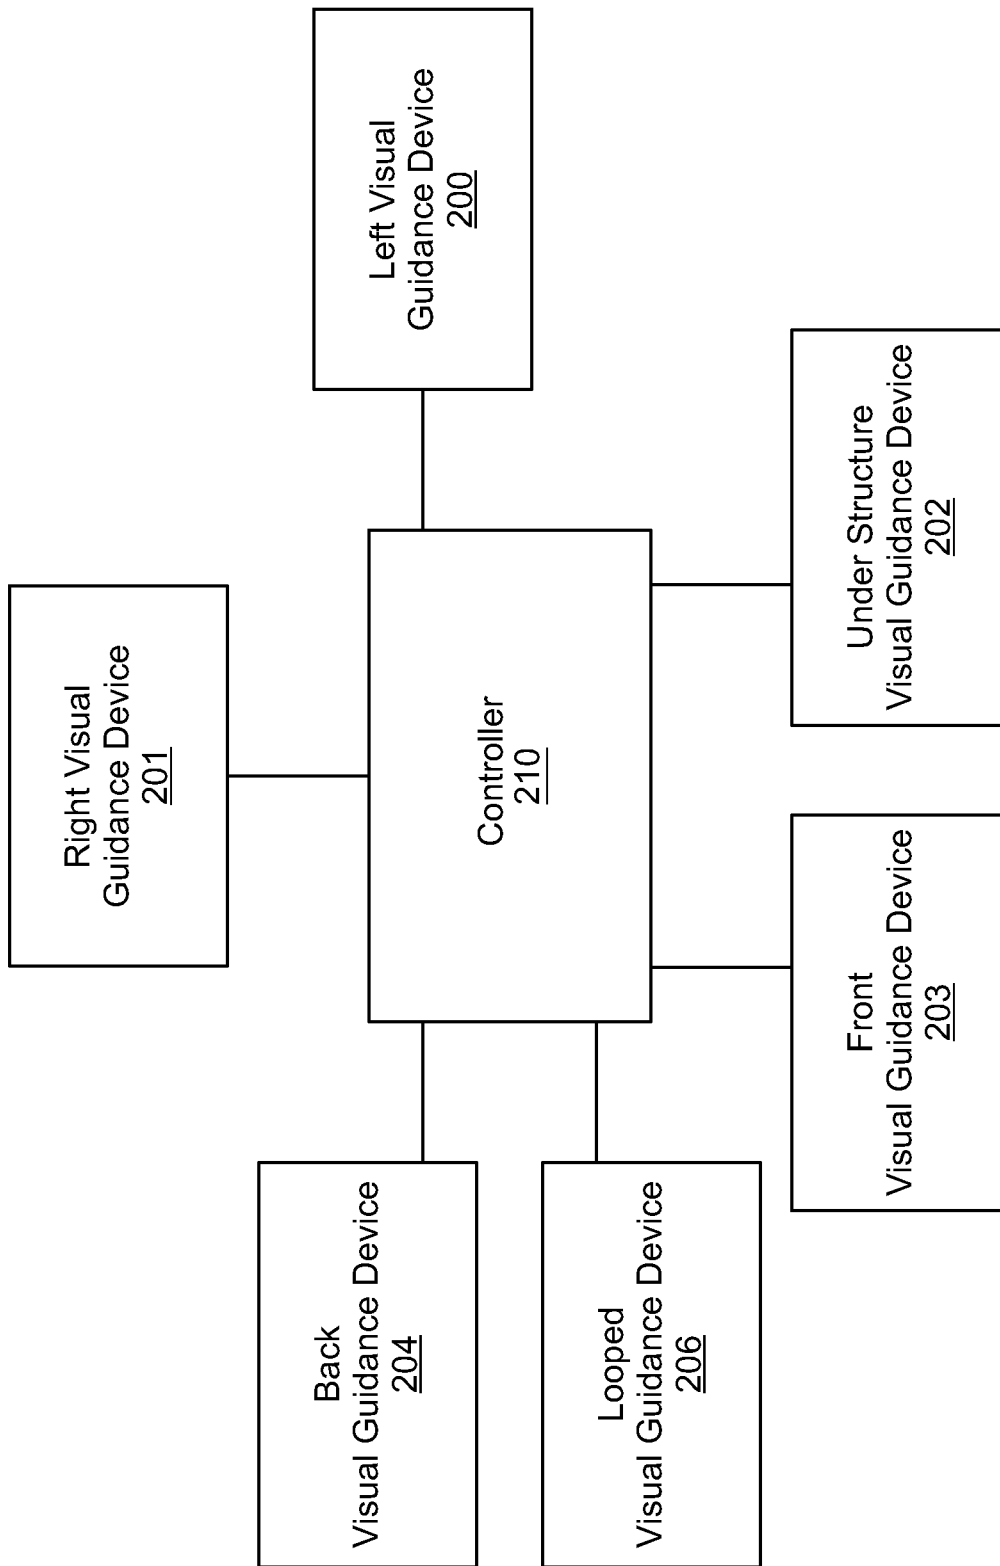 Right Visual
Guidance Device
201
Left Visual
Guidance Device
200
Controller
210
Back
Visual Guidance Device
204
Looped
Visual Guidance Device
206
Front
Visual Guidance Device
203
Under Structure
Visual Guidance Device
202